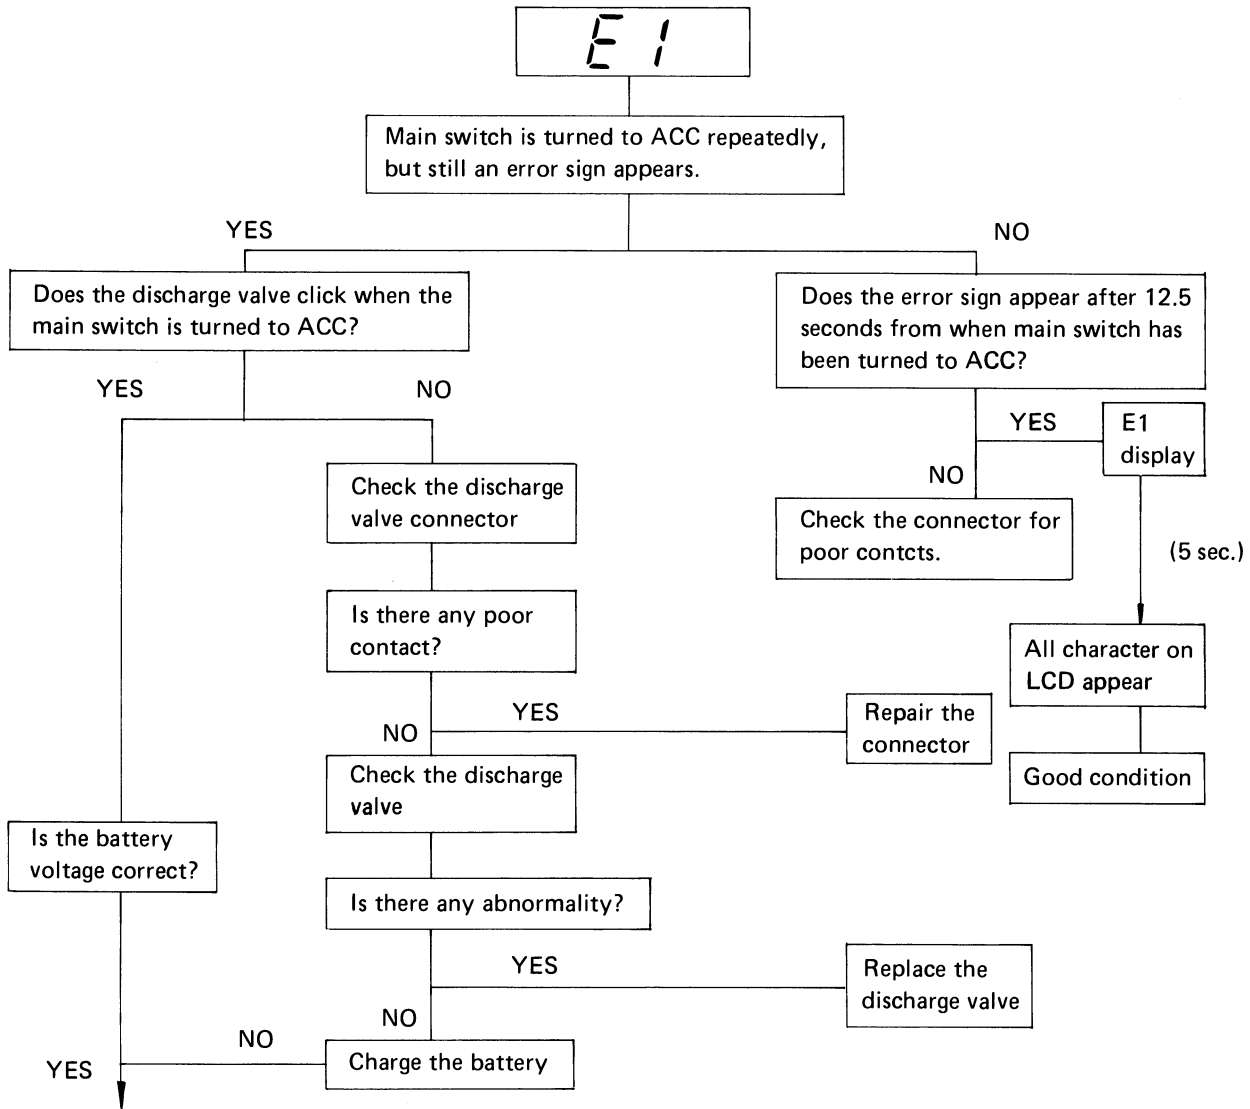 E 1
Main switch is turned to ACC repeatedly,
but still an error sign appears.
YES
NO
Does the discharge valve click when the
main switch is turned to ACC?
Does the error sign appear after 12.5
seconds from when main switch has
been turned to ACC?
YES
NO
YES
E1
display
NO
Check the discharge
valve connector
Check the connector for
poor contcts.
(5 sec.)
Is there any poor
contact?
All character on
LCD appear
YES
Repair the
connector
NO
Check the discharge
valve
Good condition
Is the battery
voltage correct?
Is there any abnormality?
YES
Replace the
discharge valve
NO
NO
Charge the battery
YES